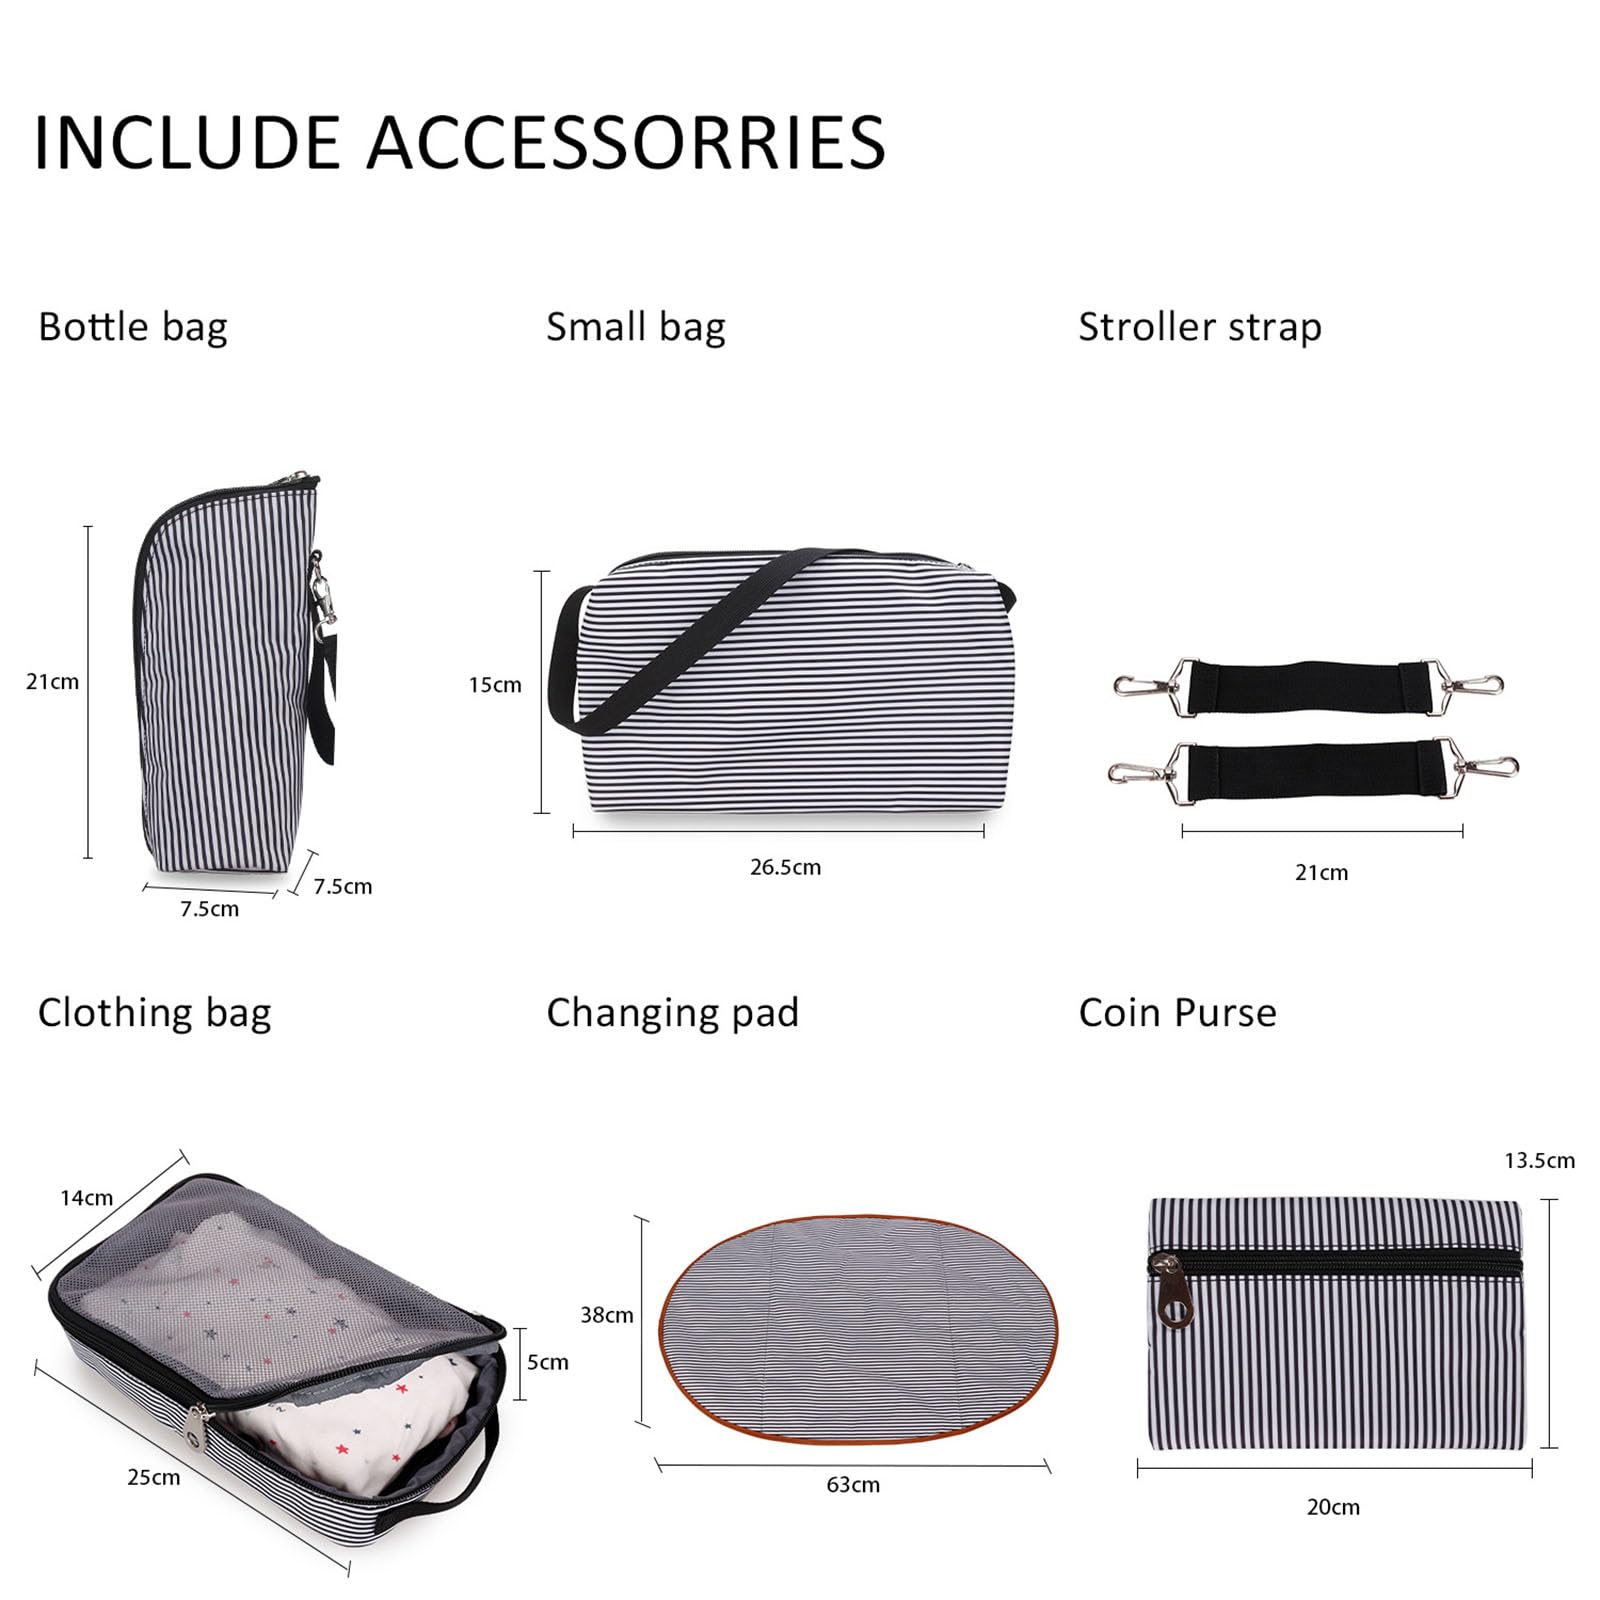 INCLUDE ACCESSORRIES
Bottle bag
Small bag
Stroller strap
21cm
7.5cm
7.5cm
15cm
26.5cm
21cm
Clothing bag
Changing pad
Coin Purse
14cm
5cm
25cm
38cm
63cm
13.5cm
20cm